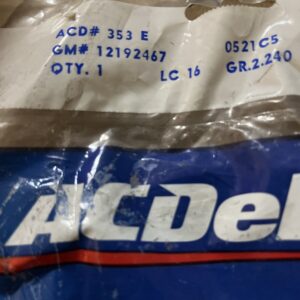 ACD# 353 E
GM# 12192467 0521C5
QTY. 1 LC 16 GR.2.240
ACDel